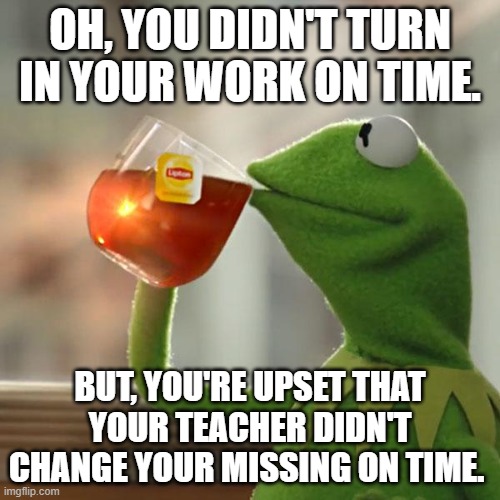 OH, YOU DIDN'T TURN
IN YOUR WORK ON TIME.
Lipton
BUT, YOU'RE UPSET THAT
YOUR TEACHER DIDN'T
CHANGE YOUR MISSING ON TIME.
imgflip.com